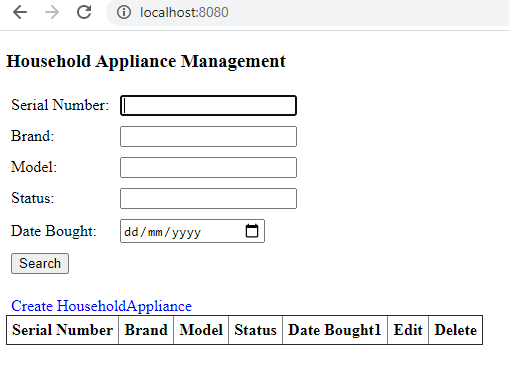 localhost:8080
Household Appliance Management
Serial Number:
Brand:
Model:
Status:
Date Bought: dd/mm/yyyy
Search
Create HouseholdAppliance
Serial Number Brand Model Status Date Bought1 Edit Delete